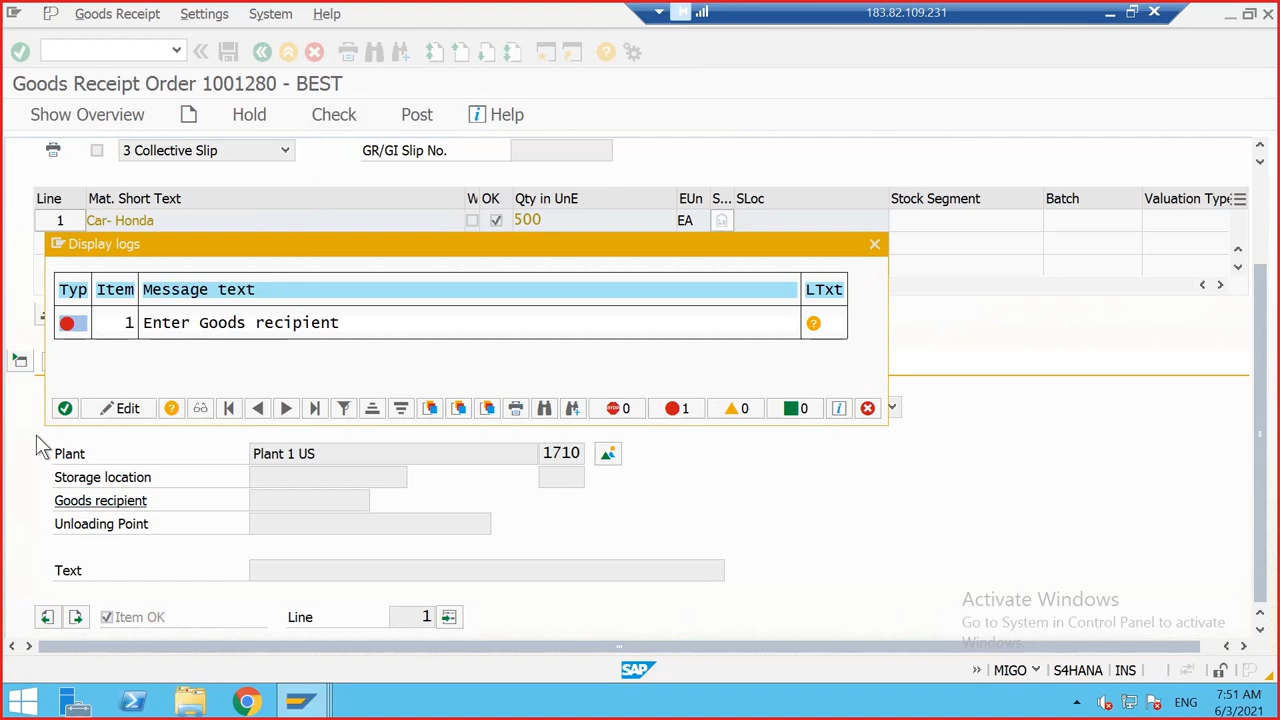 Goods Receipt Settings System Help
183.82.109.231
Goods Receipt Order 1001280 - BEST
Show Overview Hold Check Post Help
3 Collective Slip GR/GI Slip No.
Line Mat. Short Text W OK Qty in UnE EUn S... SLoc Stock Segment Batch Valuation Type
1 Car- Honda 500 EA
Display logs
Typ Item Message text LTxt
1 Enter Goods recipient
Edit STOP 0 1 0 0
Plant Plant 1 US 1710
Storage location
Goods recipient
Unloading Point
Text
Activate Windows
Go to System in Control Panel to activate
Windows.
Item OK Line 1
SAP MIGO S4HANA INS
ENG 7:51 AM
6/3/2021